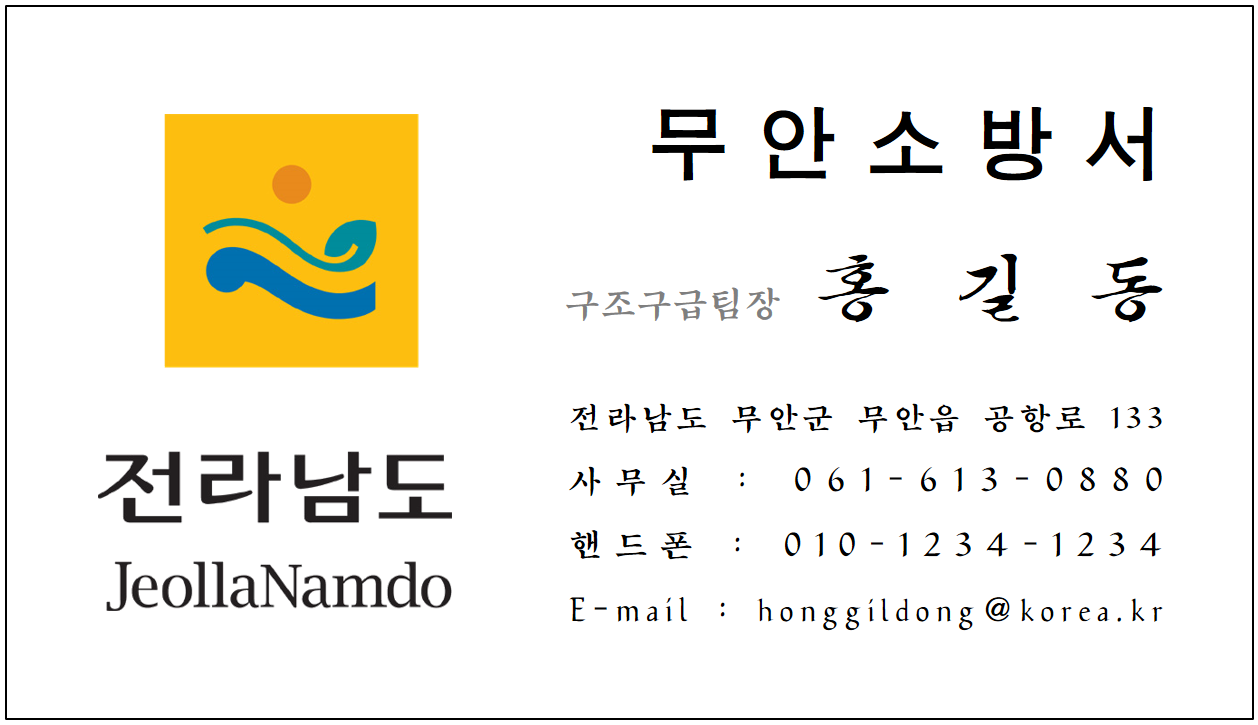 전라남도
JeollaNamdo
무안소방서
구조구급팀장 홍 길 동
전라남도 무안군 무안읍 공항로 133
사무실 : 061-613-0880
핸드폰 : 010-1234-1234
E-mail : honggildong@korea.kr